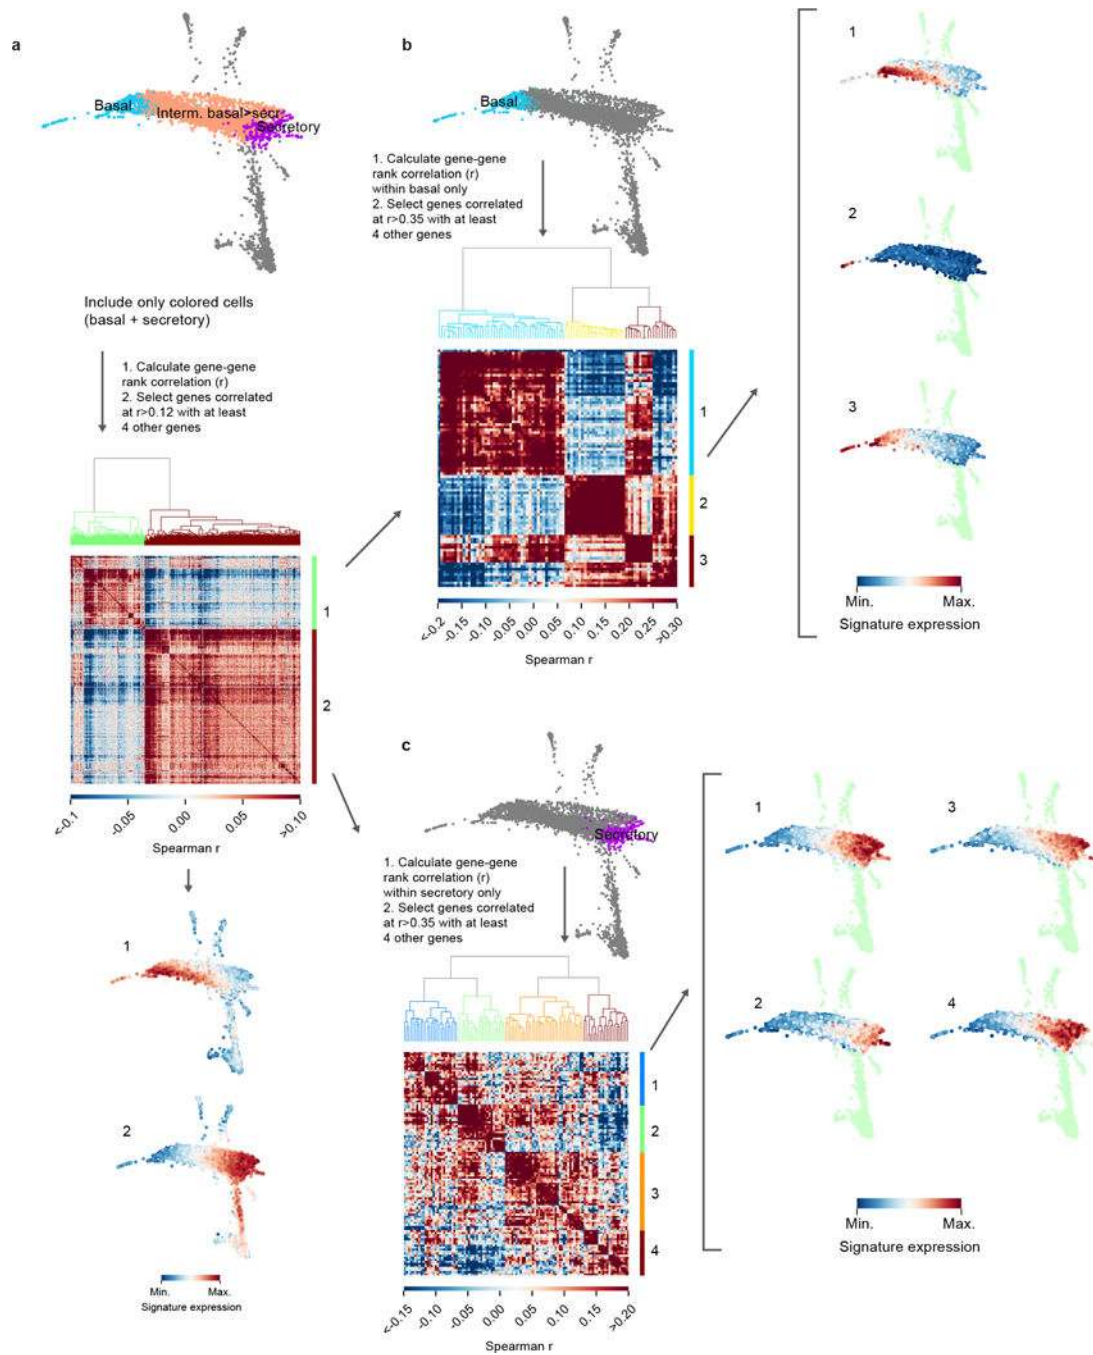 a
Basal
Interm. basal>secr.
Secretory
Include only colored cells
(basal + secretory)
1. Calculate gene-gene
rank correlation (r)
2. Select genes correlated
at r>0.12 with at least
4 other genes
1
2
<-0.1
-0.05
0.00
0.05
>0.10
Spearman r
1
2
Min.
Max.
Signature expression
b
Basal
1. Calculate gene-gene
rank correlation (r)
within basal only
2. Select genes correlated
at r>0.35 with at least
4 other genes
1
2
3
<-0.2
-0.15
-0.10
-0.05
0.00
0.05
0.10
0.15
0.20
0.25
>0.30
Spearman r
1
2
3
Min.
Max.
Signature expression
c
Secretory
1. Calculate gene-gene
rank correlation (r)
within secretory only
2. Select genes correlated
at r>0.35 with at least
4 other genes
1
2
3
4
<-0.15
-0.10
-0.05
0.00
0.05
0.10
0.15
>0.20
Spearman r
1
3
2
4
Min.
Max.
Signature expression